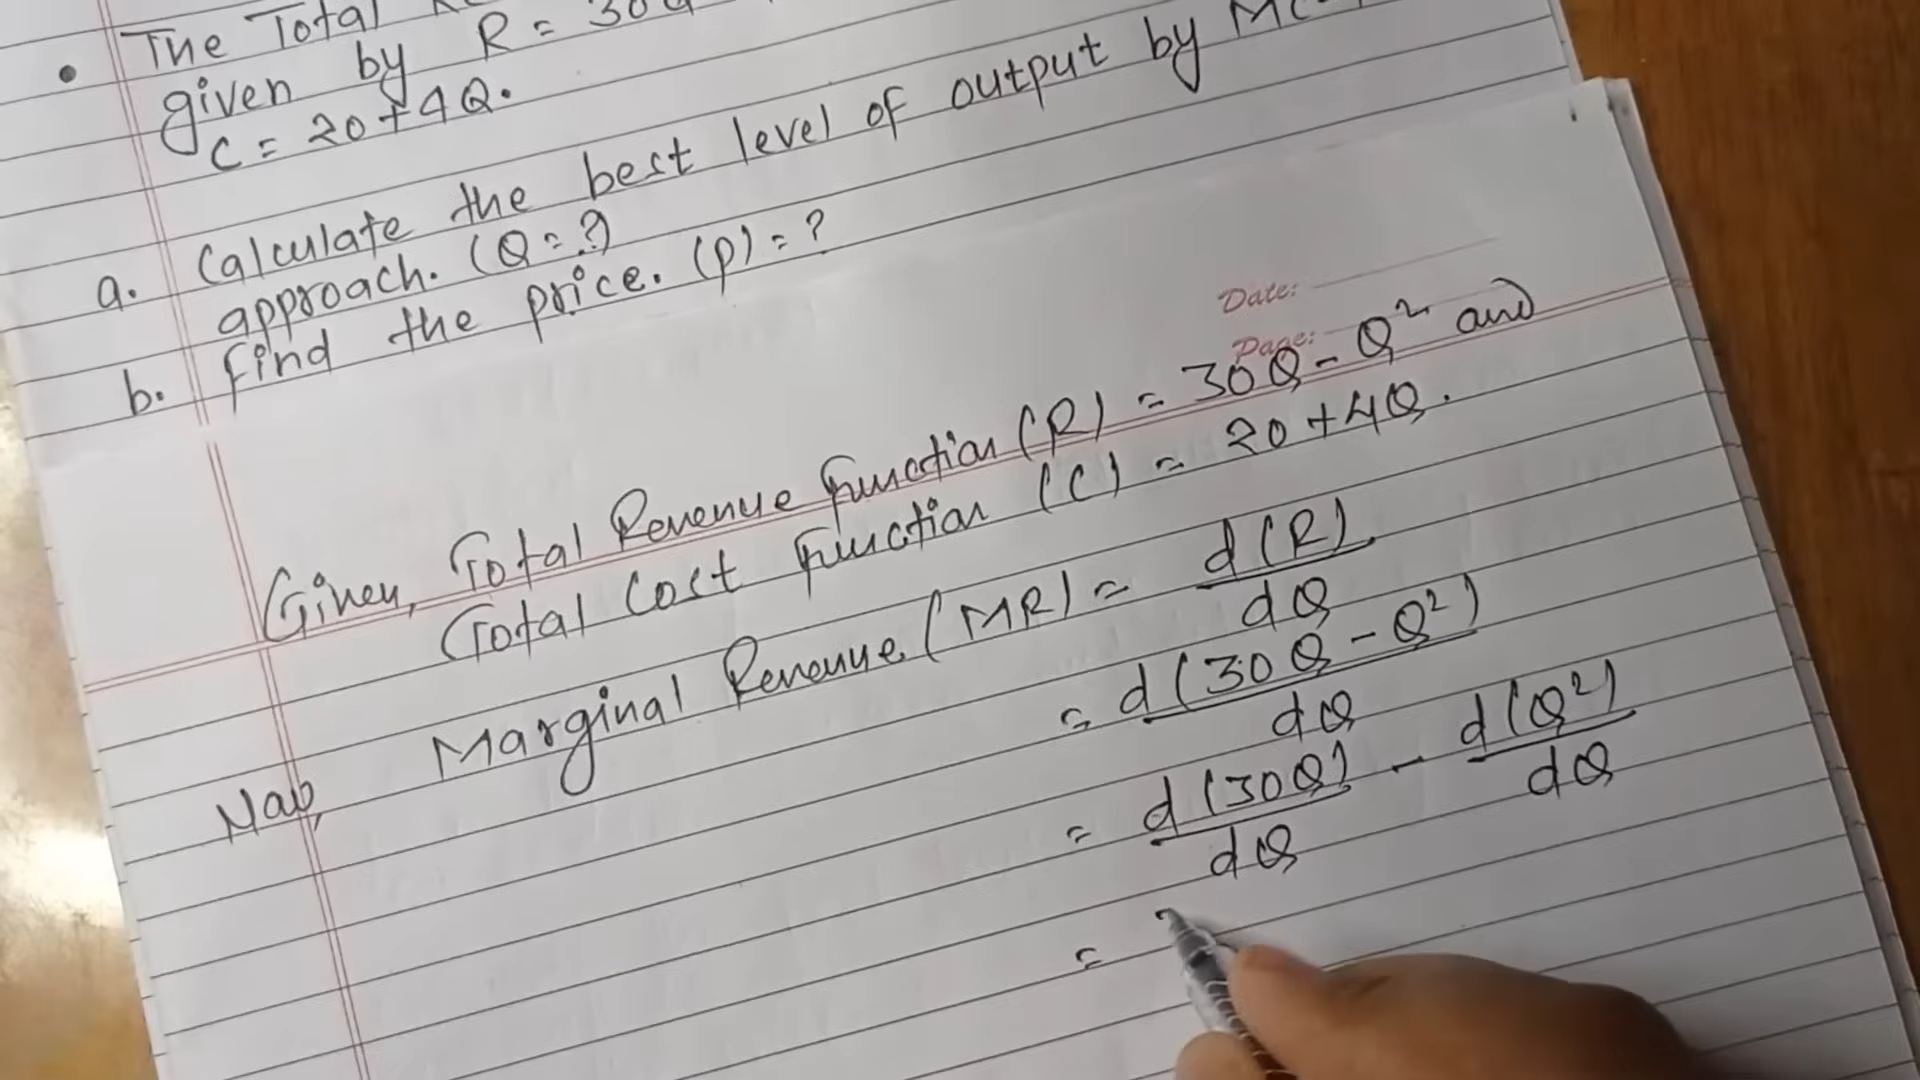 • The Total
given by R = 30Q
C = 20 + 4Q.
a. Calculate the best level of output by MC
approach. (Q = ?)
b. Find the price. (P) = ?
Date:
Page:
Given, Total Revenue function (R) = 30Q - Q² and
Total Cost function (C) = 20 + 4Q.
Now, Marginal Revenue (MR) = d(R)/dQ
= d(30Q - Q²)/dQ
= d(30Q)/dQ - d(Q²)/dQ
=